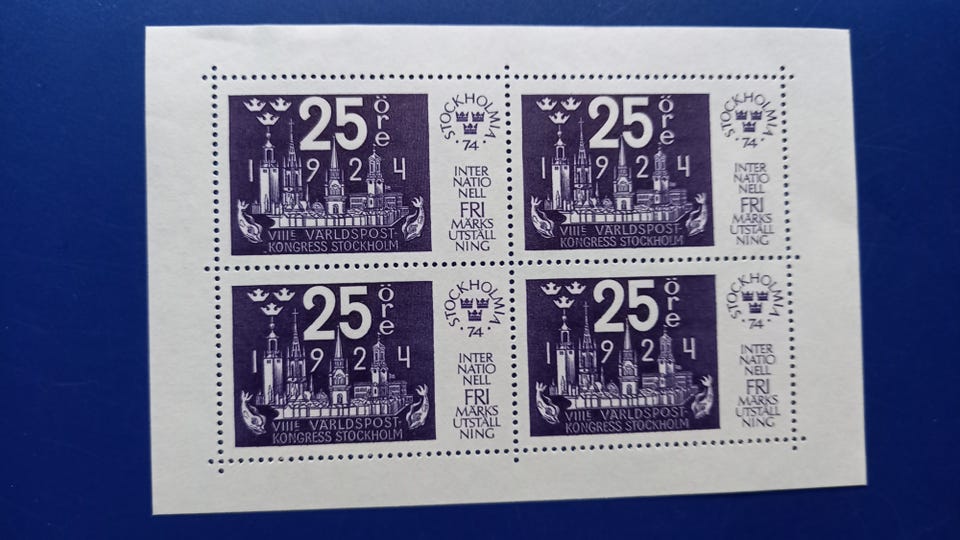 25 öre
1924
VIIIE VÄRLDSPOST-
KONGRESS STOCKHOLM
STOCKHOLMIA
· 74 ·
INTER
NATIO
NELL
FRI
MÄRKS
UTSTÄLL
NING
25 öre
1924
VIIIE VÄRLDSPOST-
KONGRESS STOCKHOLM
STOCKHOLMIA
· 74 ·
INTER
NATIO
NELL
FRI
MÄRKS
UTSTÄLL
NING
25 öre
1924
VIIIE VÄRLDSPOST-
KONGRESS STOCKHOLM
STOCKHOLMIA
· 74 ·
INTER
NATIO
NELL
FRI
MÄRKS
UTSTÄLL
NING
25 öre
1924
VIIIE VÄRLDSPOST-
KONGRESS STOCKHOLM
STOCKHOLMIA
· 74 ·
INTER
NATIO
NELL
FRI
MÄRKS
UTSTÄLL
NING